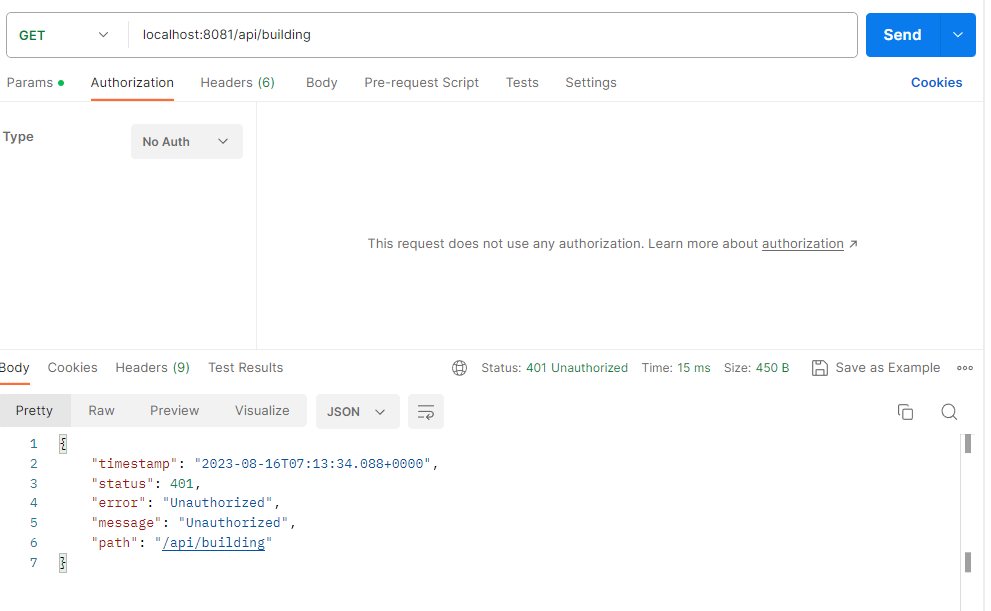 GET localhost:8081/api/building Send
Params Authorization Headers (6) Body Pre-request Script Tests Settings Cookies
Type No Auth
This request does not use any authorization. Learn more about authorization ↗
Body Cookies Headers (9) Test Results Status: 401 Unauthorized Time: 15 ms Size: 450 B Save as Example
Pretty Raw Preview Visualize JSON
1 {
2 "timestamp": "2023-08-16T07:13:34.088+0000",
3 "status": 401,
4 "error": "Unauthorized",
5 "message": "Unauthorized",
6 "path": "/api/building"
7 }